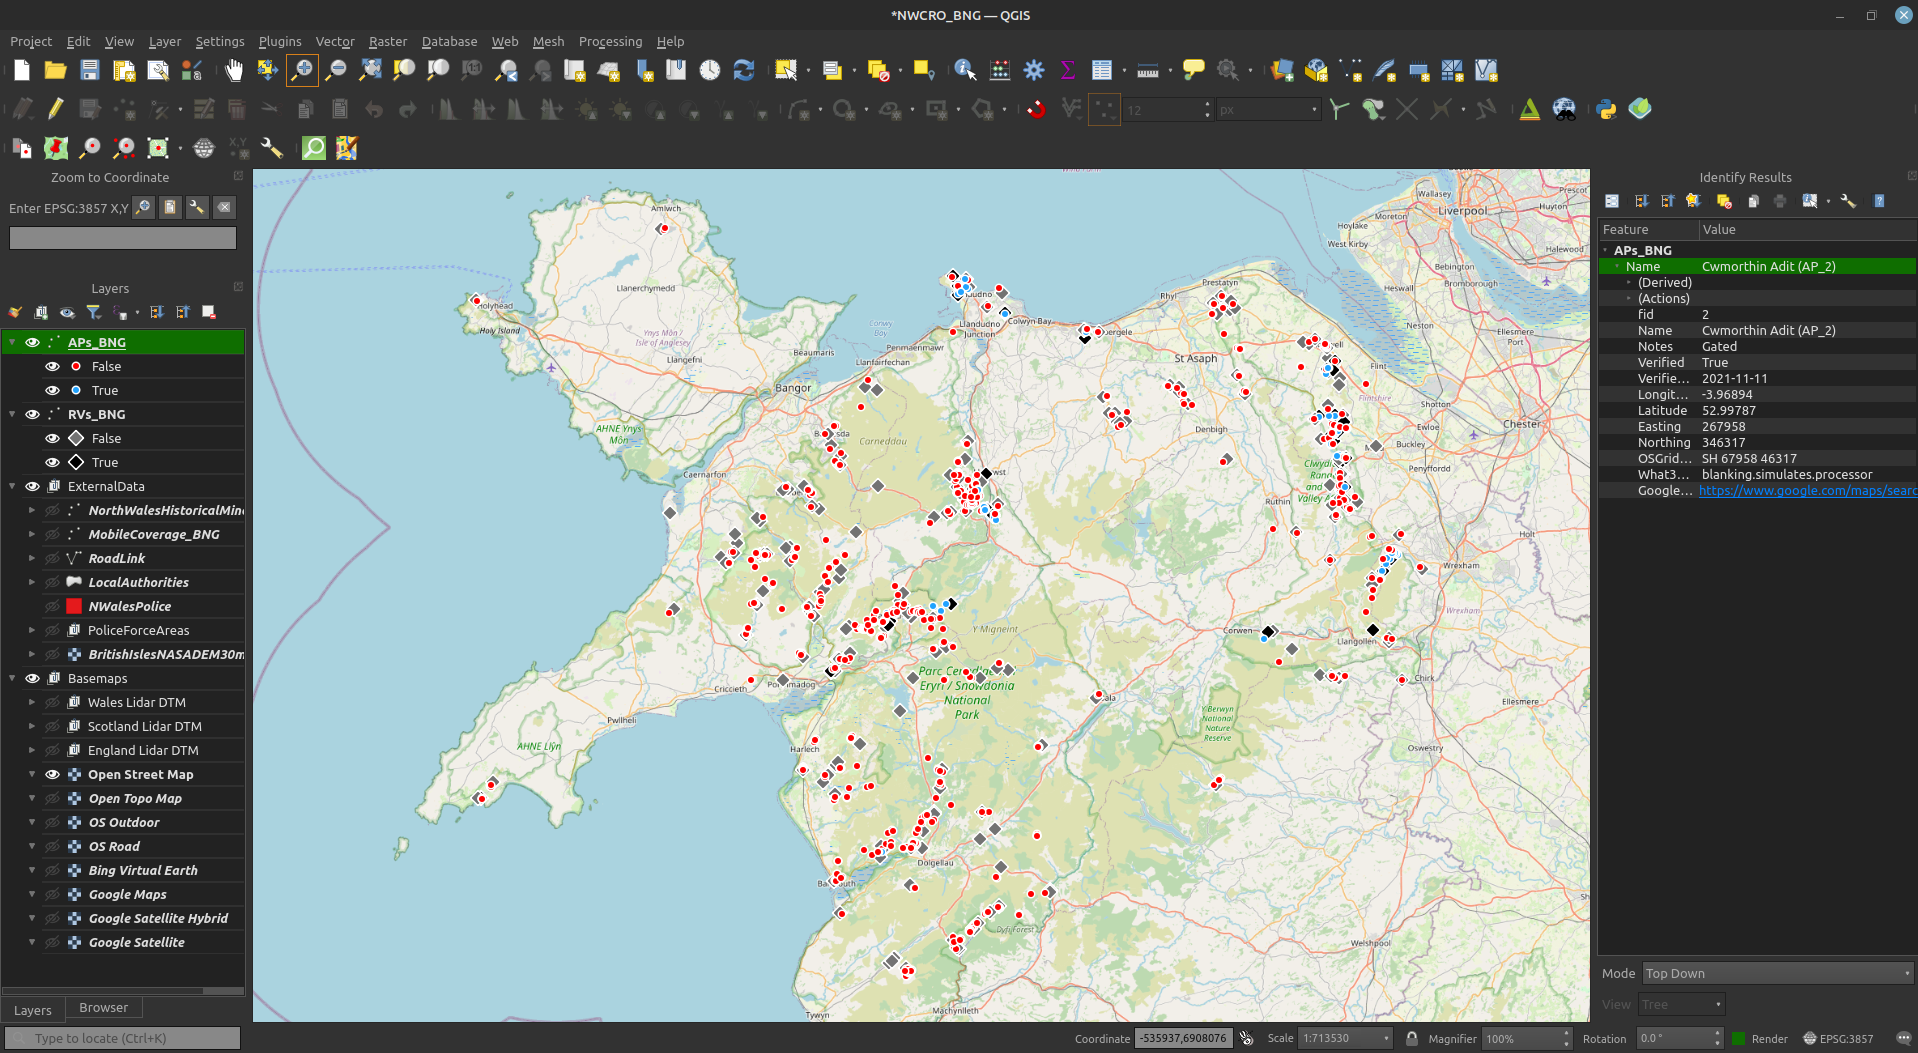 *NWCRO_BNG — QGIS
Project Edit View Layer Settings Plugins Vector Raster Database Web Mesh Processing Help
12 px
X,Y
Zoom to Coordinate
Enter EPSG:3857 X,Y
Layers
APs_BNG
False
True
RVs_BNG
False
True
ExternalData
NorthWalesHistoricalMin
MobileCoverage_BNG
RoadLink
LocalAuthorities
NWalesPolice
PoliceForceAreas
BritishIslesNASADEM30m
Basemaps
Wales Lidar DTM
Scotland Lidar DTM
England Lidar DTM
Open Street Map
Open Topo Map
OS Outdoor
OS Road
Bing Virtual Earth
Google Maps
Google Satellite Hybrid
Google Satellite
Layers Browser
Type to locate (Ctrl+K)
Amlwch
Llanerchymedd
Holyhead
Holy Island
Ynys Môn /
Isle of Anglesey
Llangefni
Beaumaris
Conwy
Bay
Bangor
Llanfairfechan
Penmaenmawr
Llandudno
Junction
Colwyn Bay
Rhyl
Prestatyn
St Asaph
Denbigh
Ruthin
Flint
Flintshire
Shotton
Buckley
Penyffordd
Chester
Wallasey
Liverpool
Hoylake
Moreton
West Kirby
Heswall
Bebington
Bromborough
Neston
Ellesmere
Port
Prescot
Huyton
Halewood
AHNE Ynys
Môn
Caernarfon
Carneddau
Wrexham
Wrexham
Holt
Corwen
Llangollen
Chirk
Ellesmere
Oswestry
Y Migneint
Parc Cenedlaethol
Eryri / Snowdonia
National
Park
Y Berwyn
National
Nature
Reserve
Criccieth
Pwllheli
AHNE Llŷn
Harlech
Dolgellau
Dyfi Forest
Welshpool
Machynlleth
Tywyn
Identify Results
Feature Value
APs_BNG
Name Cwmorthin Adit (AP_2)
(Derived)
(Actions)
fid 2
Name Cwmorthin Adit (AP_2)
Notes Gated
Verified True
Verifie... 2021-11-11
Longit... -3.96894
Latitude 52.99787
Easting 267958
Northing 346317
OSGrid... SH 67958 46317
What3... blanking.simulates.processor
Google... https://www.google.com/maps/searc
Mode Top Down
View Tree
Coordinate -535937,6908076 Scale 1:713530 Magnifier 100% Rotation 0.0 ° Render EPSG:3857